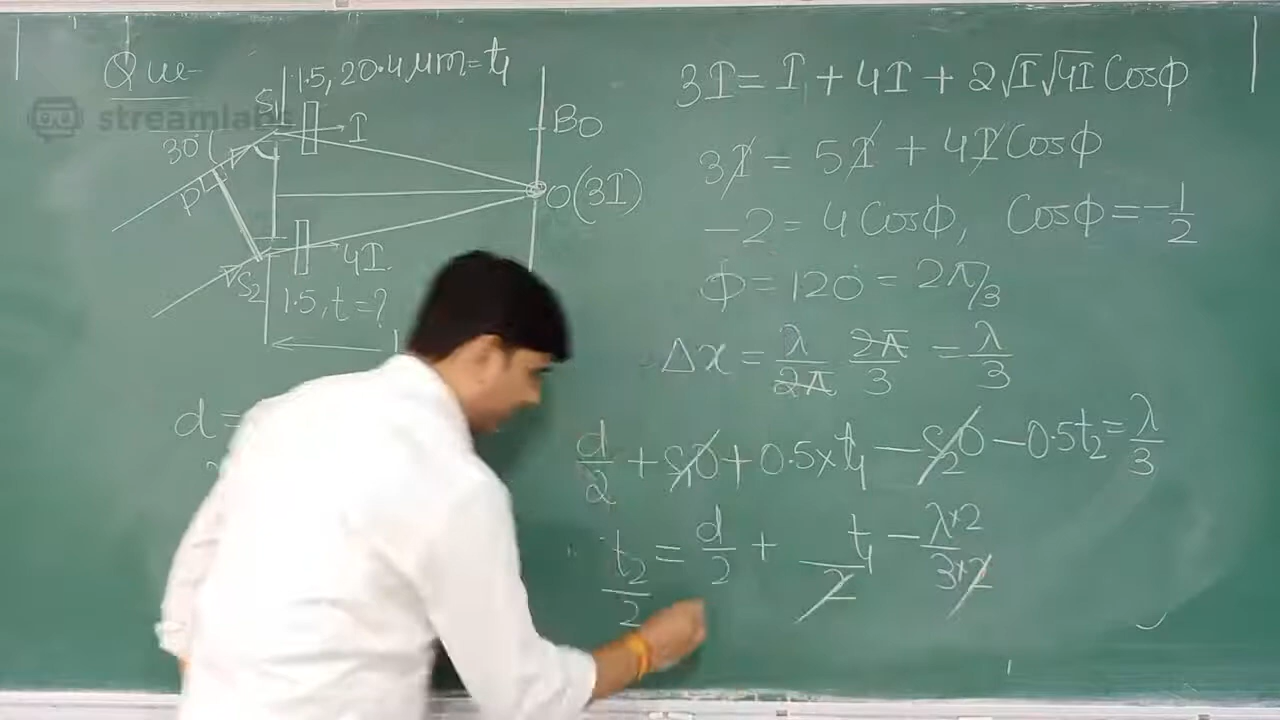 Que-
1.5, 20.4 μm = t₁
streamlabs
S₁
I
B₀
30°
P
O(3I)
S₂
4I
1.5, t = ?
d =
3I = I + 4I + 2√I√4I Cosϕ
3I = 5I + 4I Cosϕ
-2 = 4 Cosϕ, Cosϕ = -1/2
ϕ = 120° = 2π/3
Δx = λ/2π 2π/3 = λ/3
d/2 + S₁O + 0.5×t₁ - S₂O - 0.5t₂ = λ/3
t₂/2 = d/2 + t₁/2 - λ×2/3×2